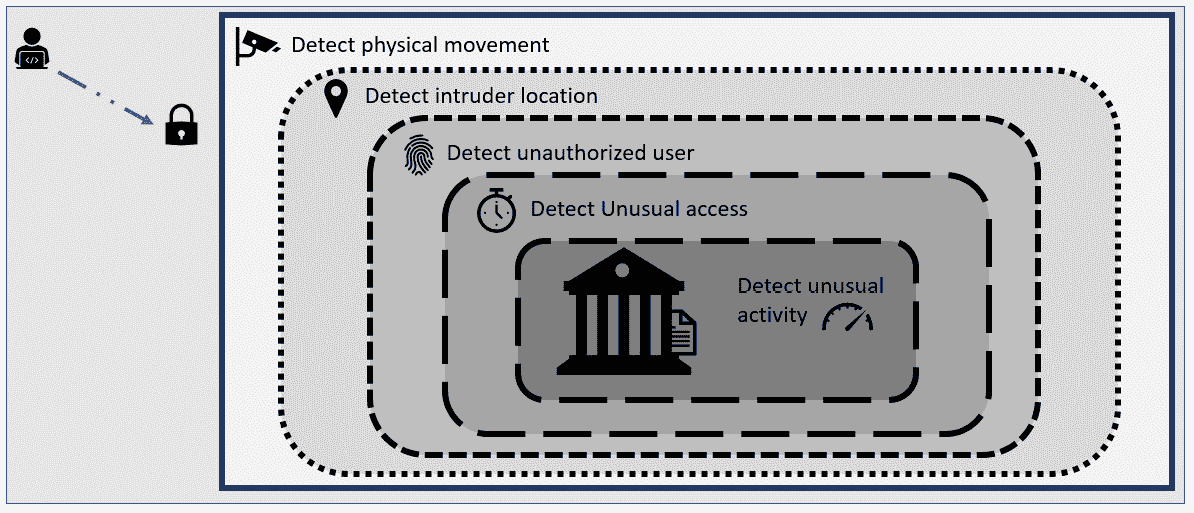 Detect physical movement
Detect intruder location
Detect unauthorized user
Detect Unusual access
Detect unusual
activity